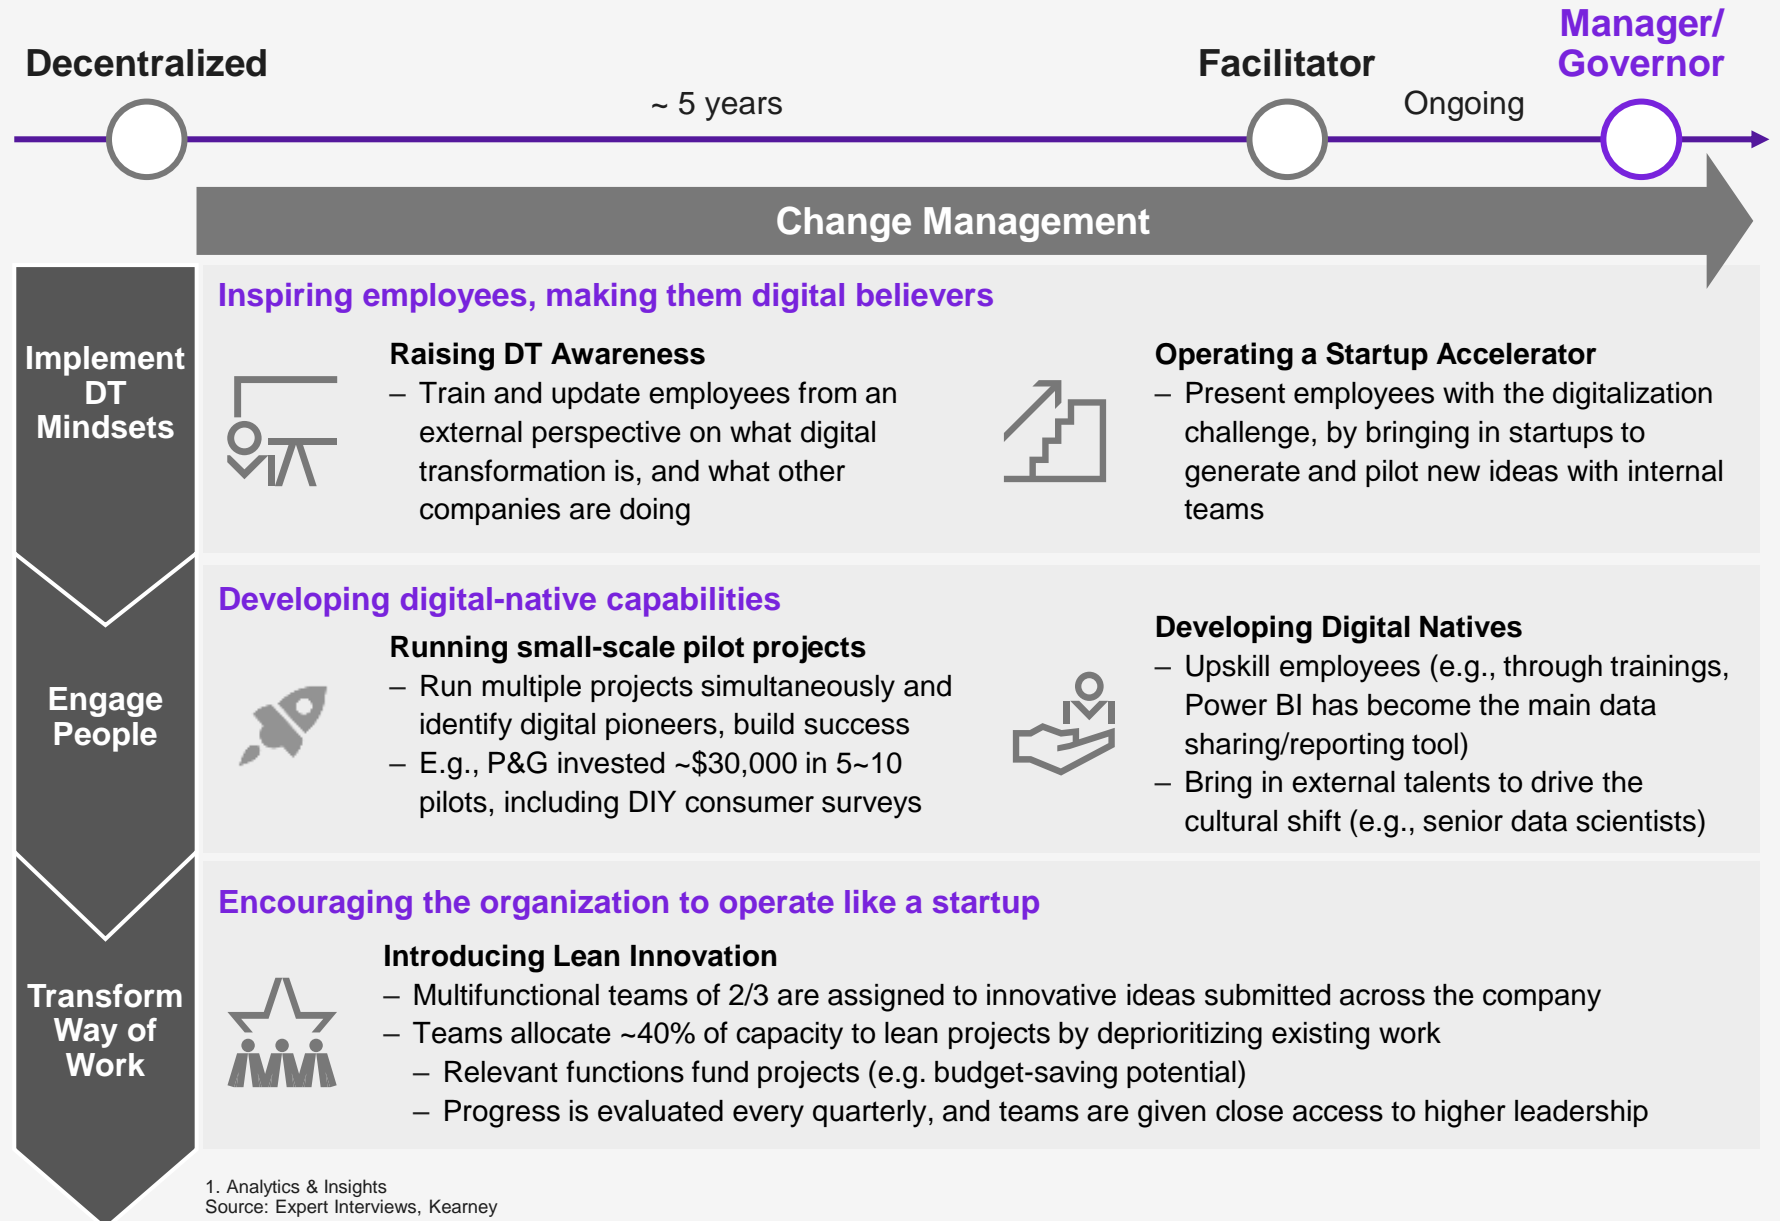 Decentralized
~ 5 years
Facilitator
Ongoing
Manager/
Governor
Change Management
Implement
DT
Mindsets
Inspiring employees, making them digital believers
Raising DT Awareness
– Train and update employees from an
external perspective on what digital
transformation is, and what other
companies are doing
Operating a Startup Accelerator
– Present employees with the digitalization
challenge, by bringing in startups to
generate and pilot new ideas with internal
teams
Engage
People
Developing digital-native capabilities
Running small-scale pilot projects
– Run multiple projects simultaneously and
identify digital pioneers, build success
– E.g., P&G invested ~$30,000 in 5~10
pilots, including DIY consumer surveys
Developing Digital Natives
– Upskill employees (e.g., through trainings,
Power BI has become the main data
sharing/reporting tool)
– Bring in external talents to drive the
cultural shift (e.g., senior data scientists)
Transform
Way of
Work
Encouraging the organization to operate like a startup
Introducing Lean Innovation
– Multifunctional teams of 2/3 are assigned to innovative ideas submitted across the company
– Teams allocate ~40% of capacity to lean projects by deprioritizing existing work
– Relevant functions fund projects (e.g. budget-saving potential)
– Progress is evaluated every quarterly, and teams are given close access to higher leadership
1. Analytics & Insights
Source: Expert Interviews, Kearney